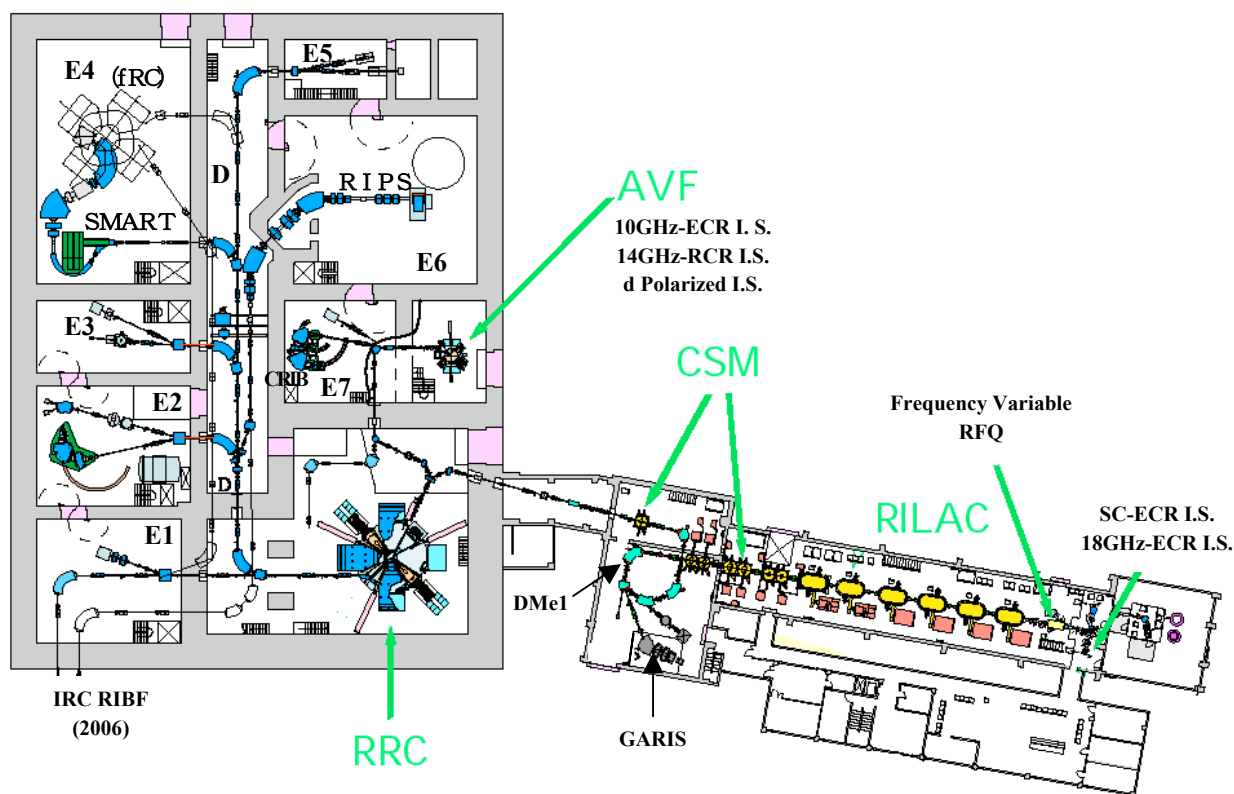 E5
E4
(fRC)
D
RIPS
AVF
10GHz-ECR I. S.
14GHz-RCR I.S.
d Polarized I.S.
SMART
E6
E3
CRIB
E7
CSM
E2
Frequency Variable
RFQ
D
RILAC
SC-ECR I.S.
18GHz-ECR I.S.
E1
DMe1
IRC RIBF
(2006)
GARIS
RRC